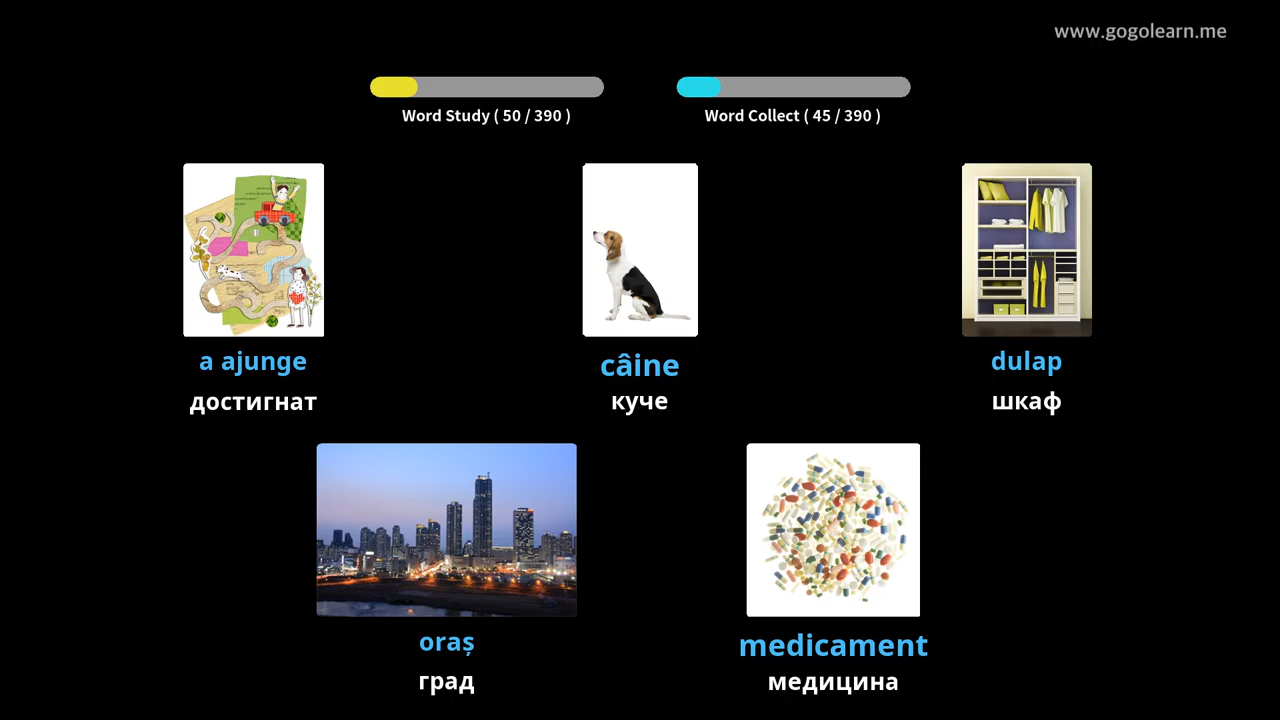 www.gogolearn.me
Word Study ( 50 / 390 )
Word Collect ( 45 / 390 )
a ajunge
достигнат
câine
куче
dulap
шкаф
oraș
град
medicament
медицина